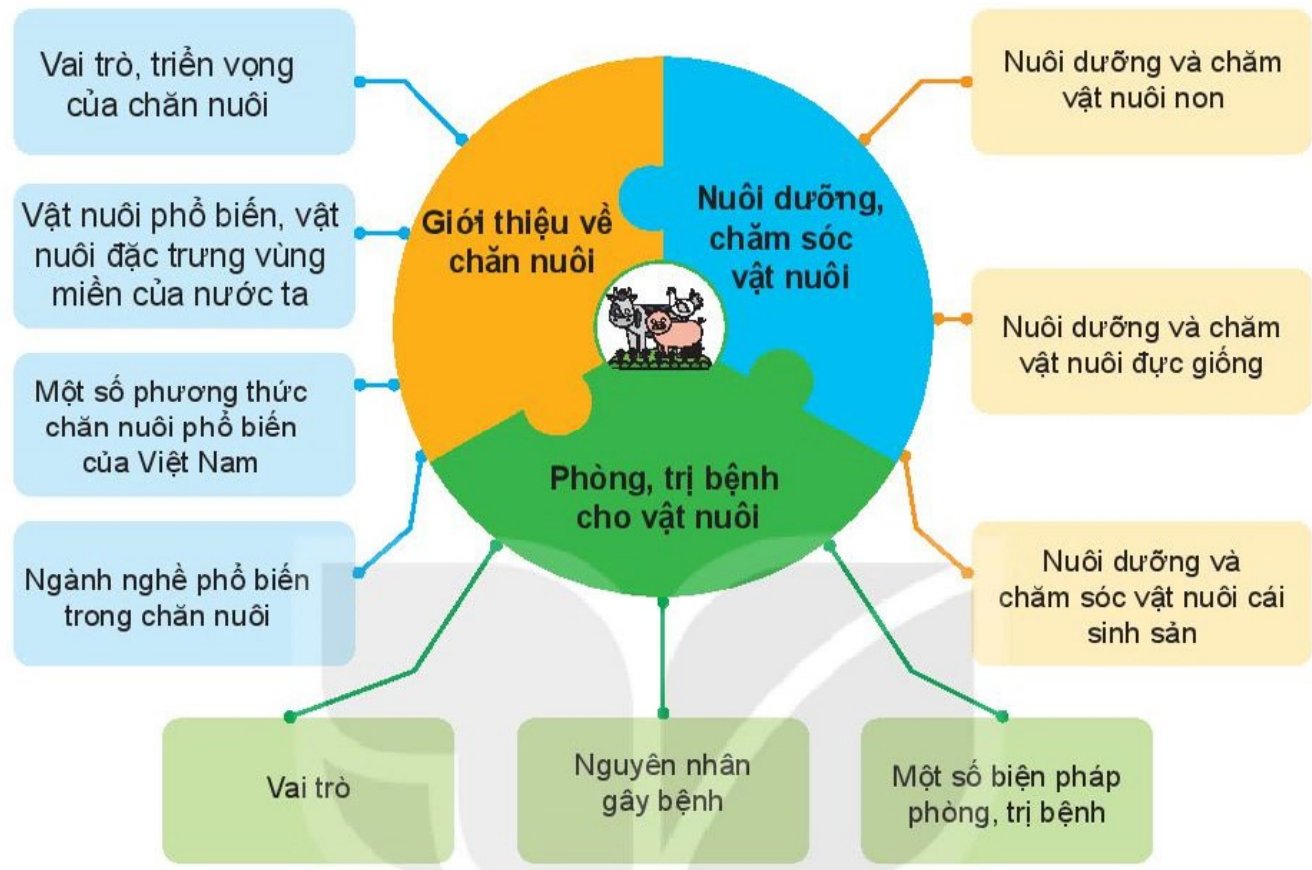 Vai trò, triển vọng
của chăn nuôi
Vật nuôi phổ biến, vật
nuôi đặc trưng vùng
miền của nước ta
Một số phương thức
chăn nuôi phổ biến
của Việt Nam
Ngành nghề phổ biến
trong chăn nuôi
Giới thiệu về
chăn nuôi
Nuôi dưỡng,
chăm sóc
vật nuôi
Phòng, trị bệnh
cho vật nuôi
Nuôi dưỡng và chăm
vật nuôi non
Nuôi dưỡng và chăm
vật nuôi đực giống
Nuôi dưỡng và
chăm sóc vật nuôi cái
sinh sản
Vai trò
Nguyên nhân
gây bệnh
Một số biện pháp
phòng, trị bệnh